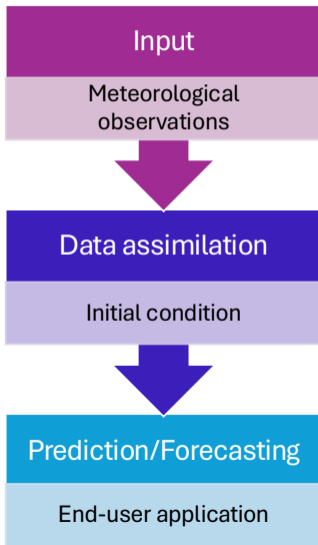 Input
Meteorological
observations
Data assimilation
Initial condition
Prediction/Forecasting
End-user application